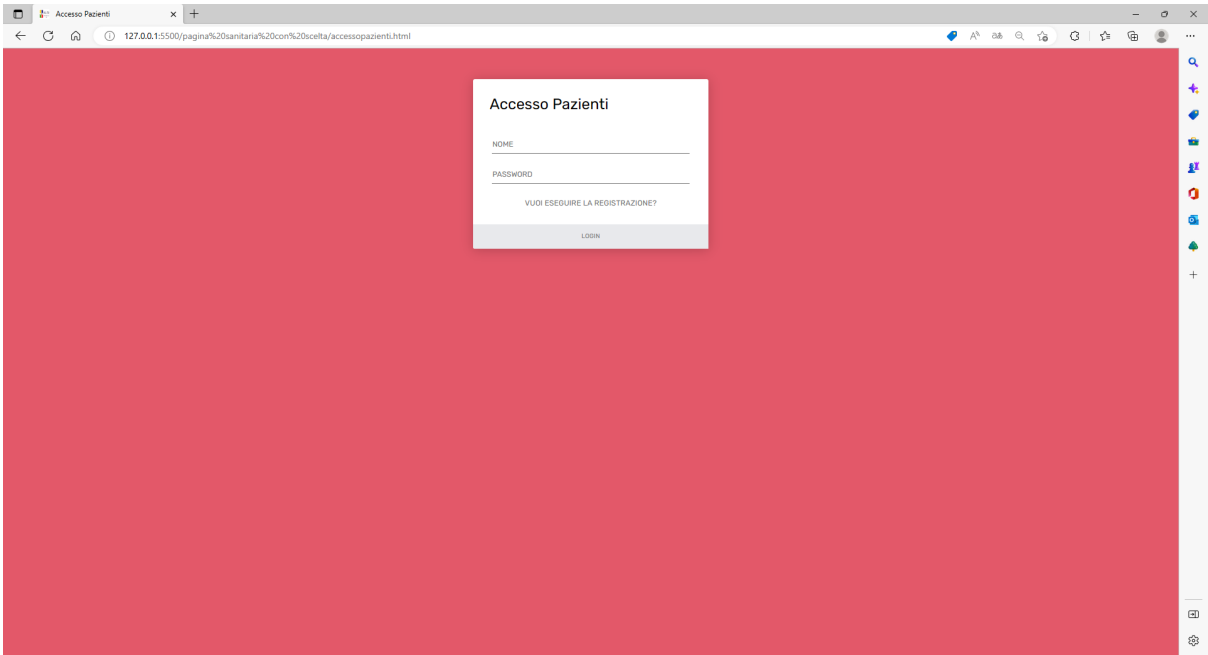 Accesso Pazienti
127.0.0.1:5500/pagina%20sanitaria%20con%20scelta/accessopazienti.html
Accesso Pazienti
NOME
PASSWORD
VUOI ESEGUIRE LA REGISTRAZIONE?
LOGIN